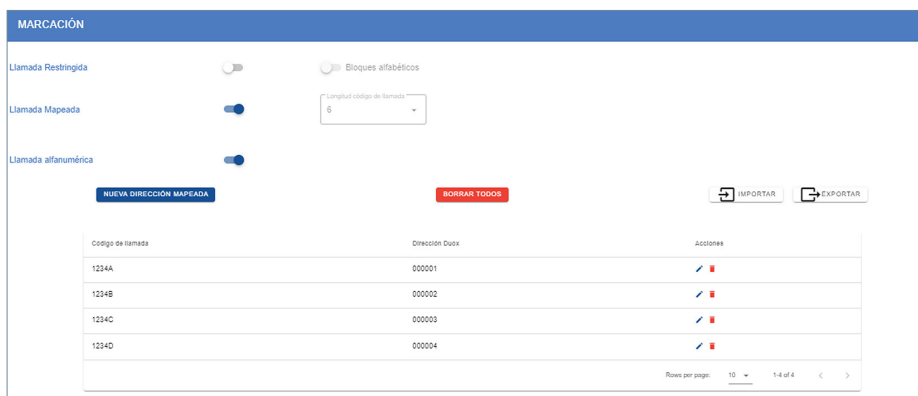 MARCACIÓN
Llamada Restringida
Bloques alfabéticos
Llamada Mapeada
Longitud código de llamada
6
Llamada alfanumérica
NUEVA DIRECCIÓN MAPEADA BORRAR TODOS IMPORTAR EXPORTAR
Código de llamada Dirección Duox Acciones
1234A 000001
1234B 000002
1234C 000003
1234D 000004
Rows per page: 10 1-4 of 4